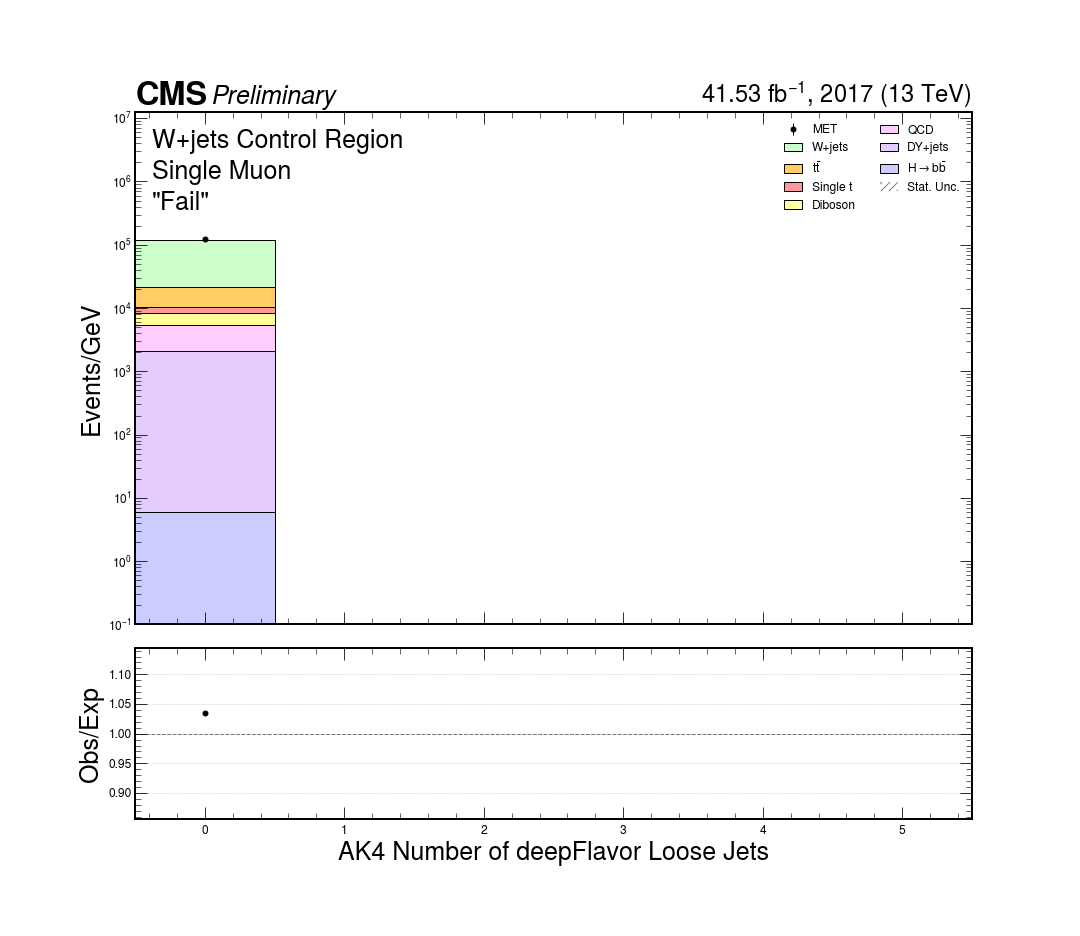 CMS Preliminary
41.53 fb⁻¹, 2017 (13 TeV)
W+jets Control Region
Single Muon
"Fail"
MET
W+jets
tt̄
Single t
Diboson
QCD
DY+jets
H→bb̄
Stat. Unc.
Events/GeV
10⁷
10⁶
10⁵
10⁴
10³
10²
10¹
10⁰
10⁻¹
Obs/Exp
1.10
1.05
1.00
0.95
0.90
0 1 2 3 4 5
AK4 Number of deepFlavor Loose Jets